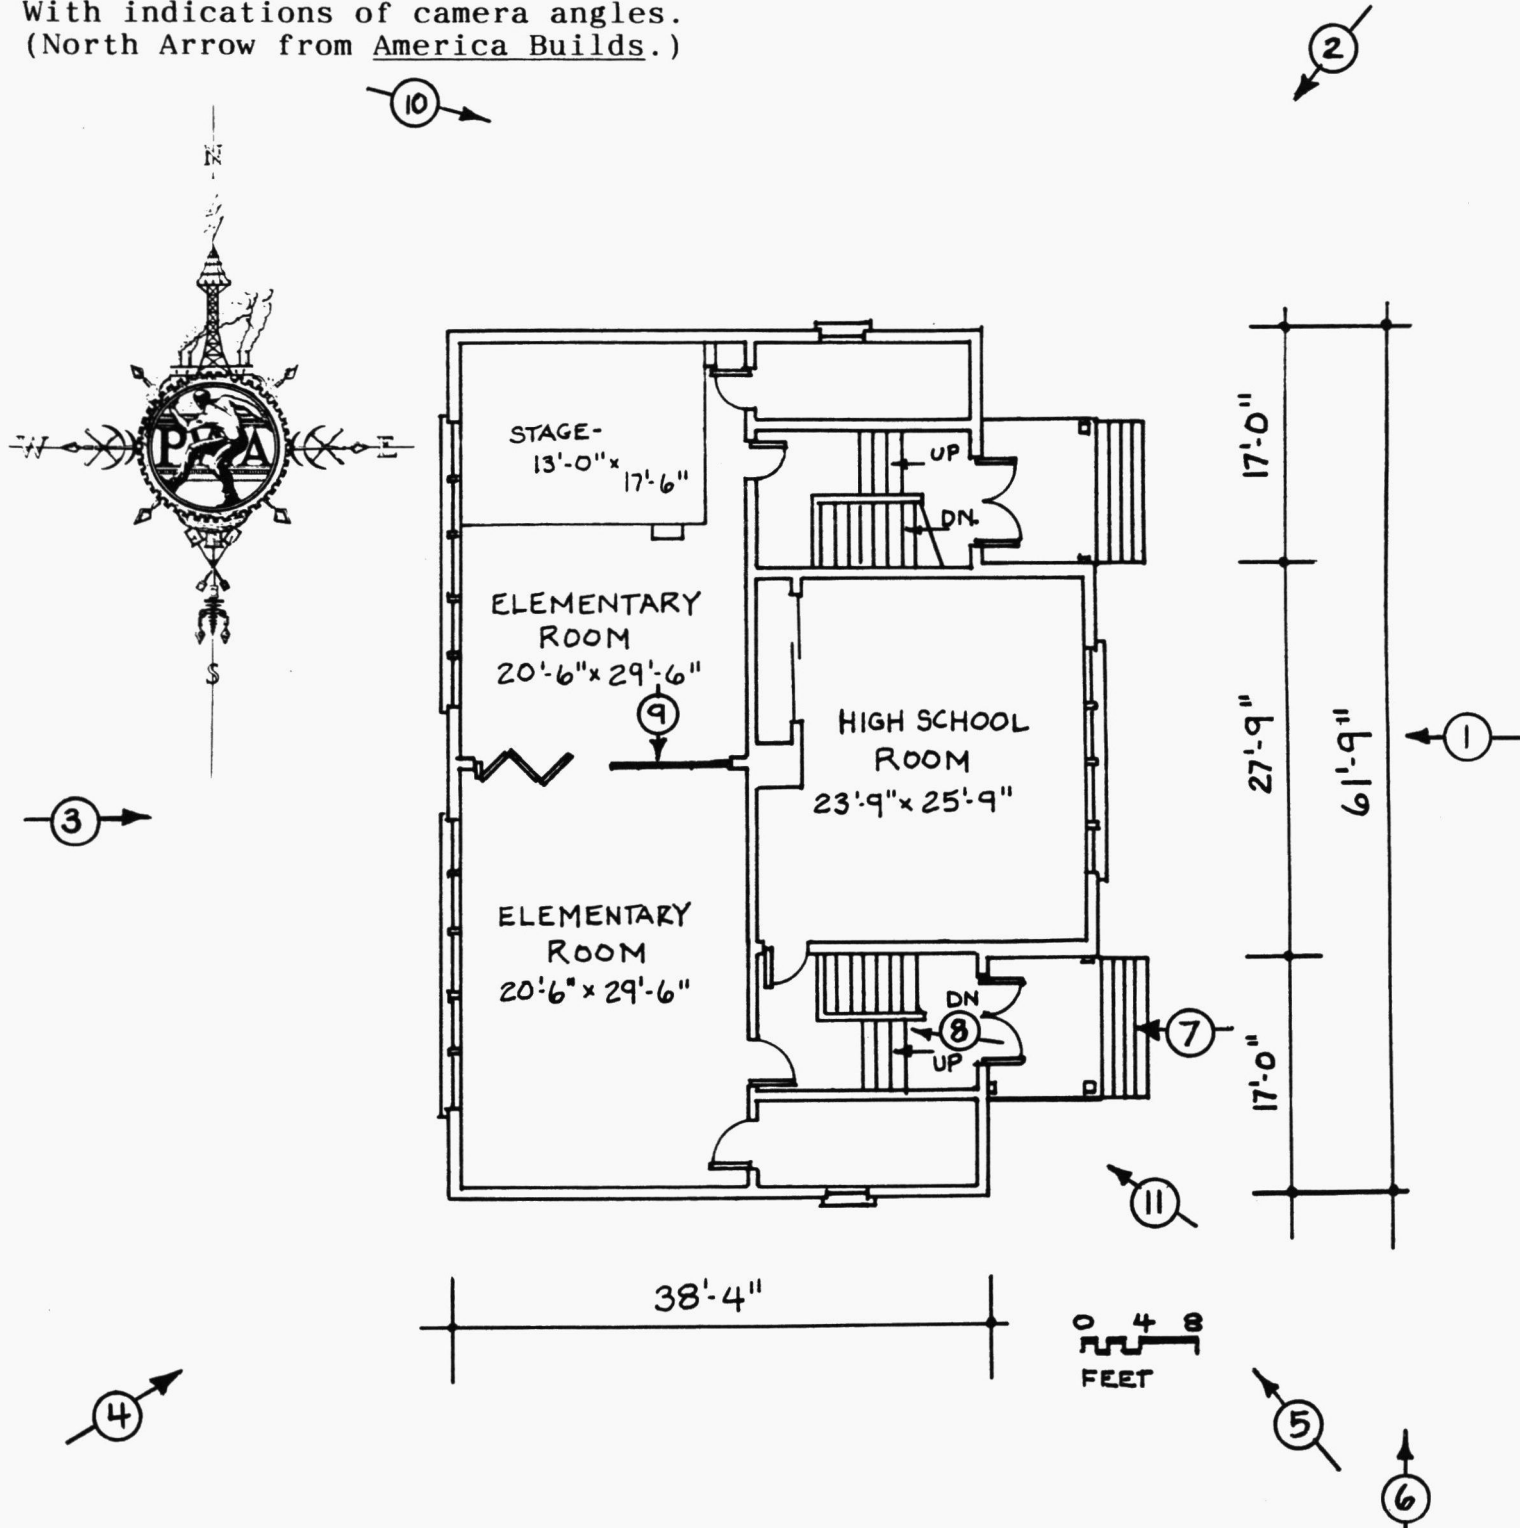 With indications of camera angles.
(North Arrow from America Builds.)
2
10
N
W
P A
E
S
STAGE-
13'-0" x
17'-6"
UP
DN.
17'-0"
ELEMENTARY
ROOM
20'-6" x 29'-6"
9
HIGH SCHOOL
ROOM
23'-9" x 25'-9"
27'-9"
61'-9"
1
3
ELEMENTARY
ROOM
20'-6" x 29'-6"
DN
8
UP
7
17'-0"
11
38'-4"
0 4 8
FEET
4
5
6